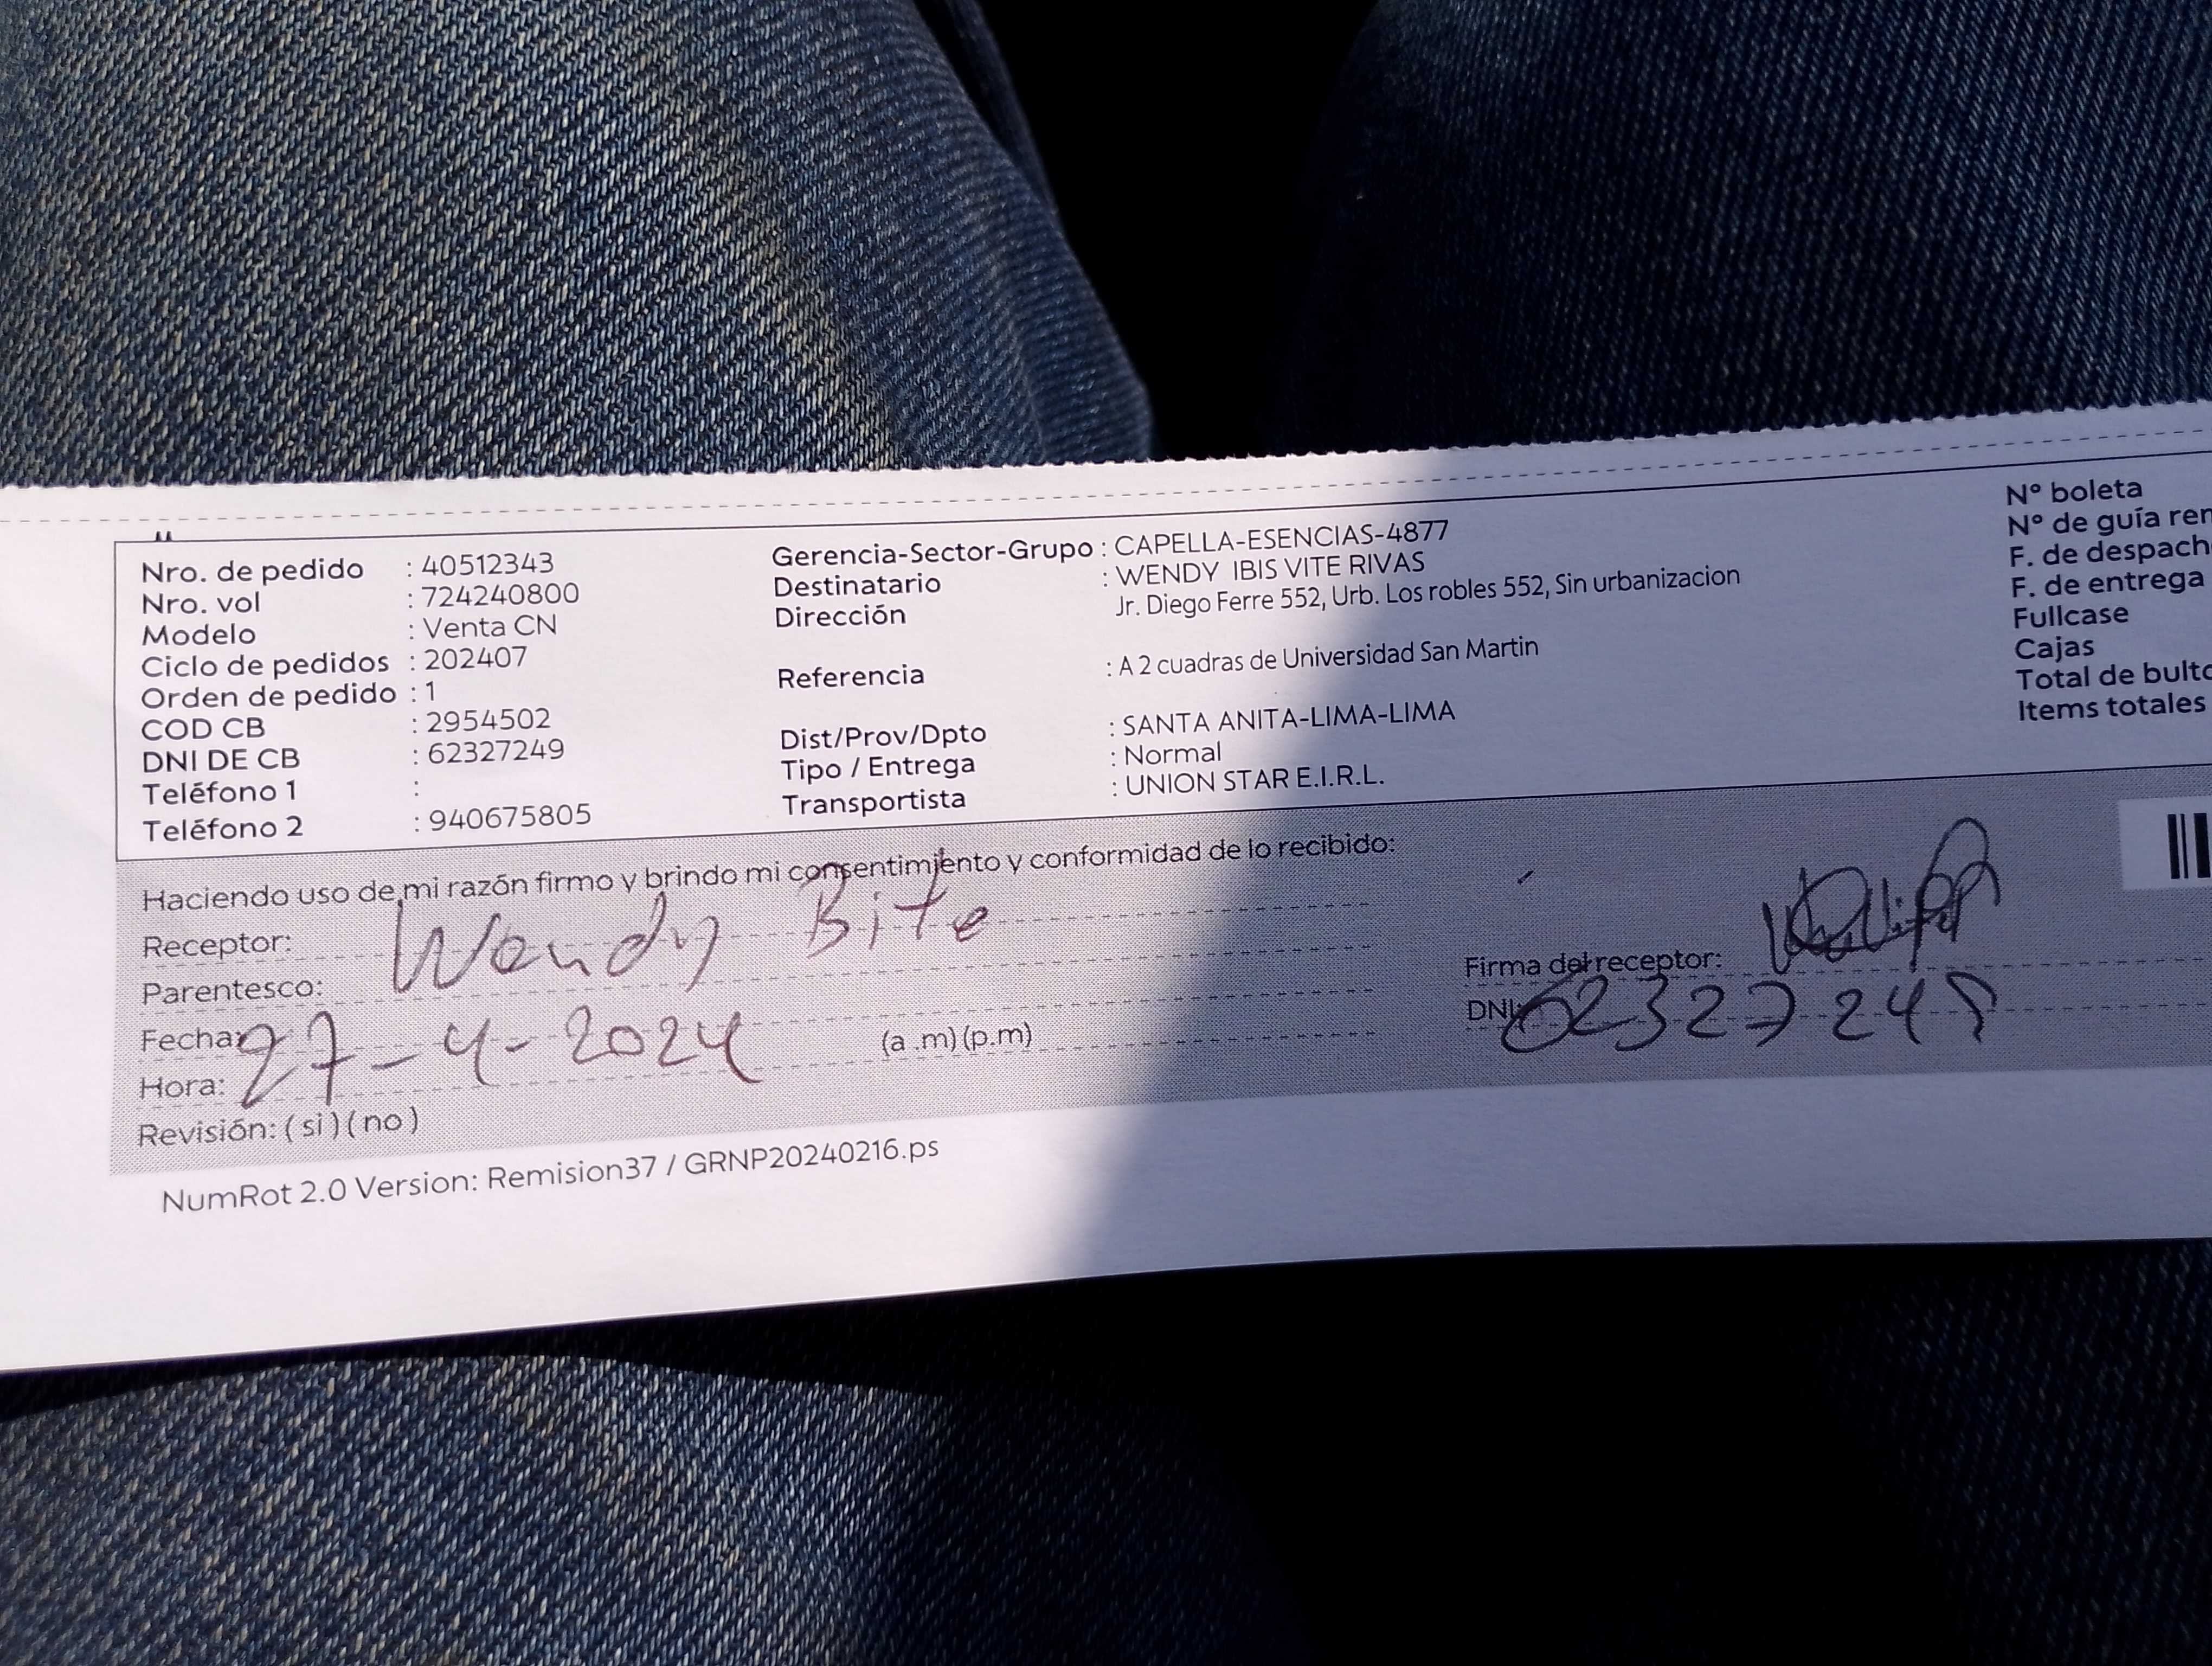 Nro. de pedido : 40512343
Nro. vol : 724240800
Modelo : Venta CN
Ciclo de pedidos : 202407
Orden de pedido : 1
COD CB : 2954502
DNI DE CB : 62327249
Teléfono 1 :
Teléfono 2 : 940675805
Gerencia-Sector-Grupo : CAPELLA-ESENCIAS-4877
Destinatario : WENDY IBIS VITE RIVAS
Dirección Jr. Diego Ferre 552, Urb. Los robles 552, Sin urbanizacion
Referencia : A 2 cuadras de Universidad San Martin
Dist/Prov/Dpto : SANTA ANITA-LIMA-LIMA
Tipo / Entrega : Normal
Transportista : UNION STAR E.I.R.L.
Nº boleta
Nº de guía rem
F. de despach
F. de entrega
Fullcase
Cajas
Total de bulto
Items totales
Haciendo uso de mi razón firmo y brindo mi consentimiento y conformidad de lo recibido:
Receptor: Wendy Bite
Parentesco:
Fecha: 27-4-2024
Hora: (a .m) (p.m)
Revisión: ( si ) ( no )
Firma del receptor:
DNI: 62327249
NumRot 2.0 Version: Remision37 / GRNP20240216.ps